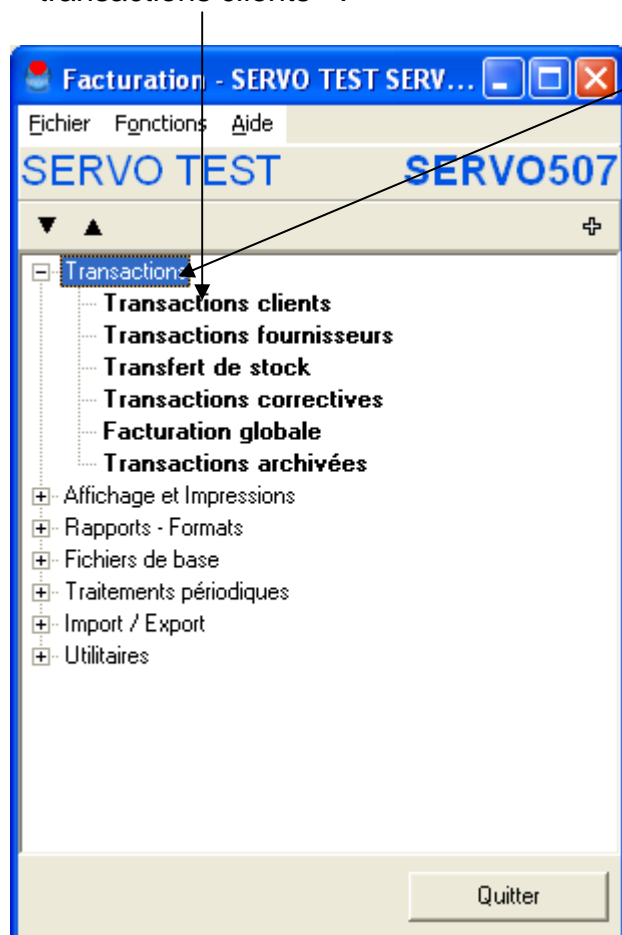 transactions clients
Facturation - SERVO TEST SERV...
Fichier Fonctions Aide
SERVO TEST SERVO507
Transactions
Transactions clients
Transactions fournisseurs
Transfert de stock
Transactions correctives
Facturation globale
Transactions archivées
Affichage et Impressions
Rapports - Formats
Fichiers de base
Traitements périodiques
Import / Export
Utilitaires
Quitter